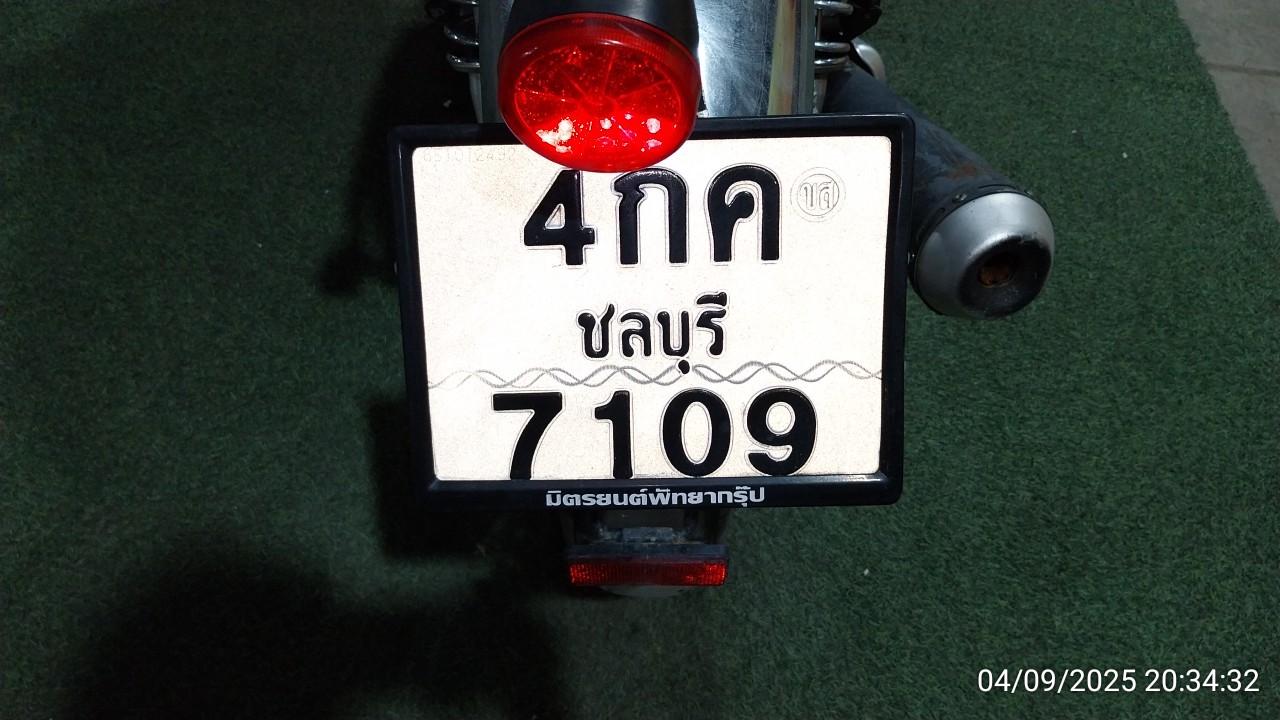 4กค
ชลบุรี
7109
มิตรยนต์พัทยากรุ๊ป
04/09/2025 20:34:32